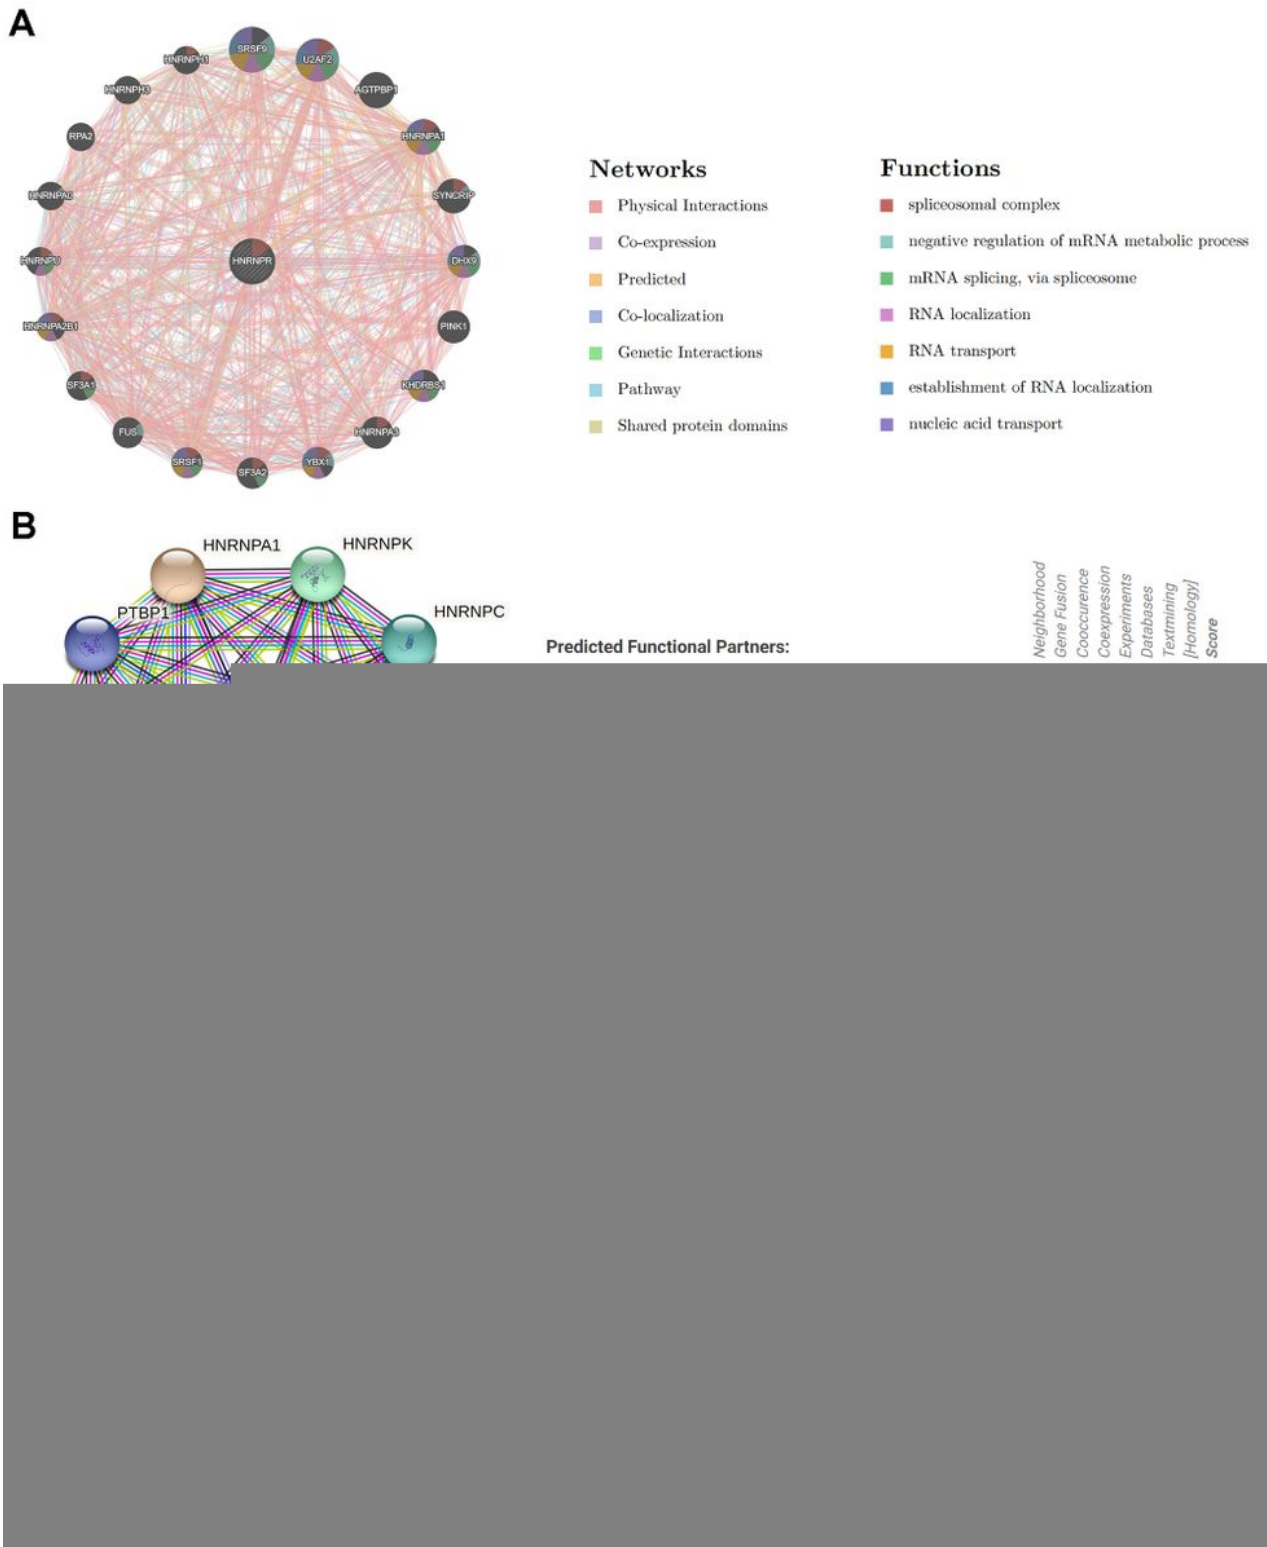 A
SRSF9
U2AF2
HNRNPH1
AGTPBP1
HNRNPH3
HNRNPA1
RPA2
SYNCRIP
HNRNPA0
HNRNPR
HNRNPU
DHX9
HNRNPA2B1
PINK1
SF3A1
KHDRBS1
FUS
HNRNPA3
SRSF1
SF3A2
YBX1
Networks
Physical Interactions
Co-expression
Predicted
Co-localization
Genetic Interactions
Pathway
Shared protein domains
Functions
spliceosomal complex
negative regulation of mRNA metabolic process
mRNA splicing, via spliceosome
RNA localization
RNA transport
establishment of RNA localization
nucleic acid transport
B
HNRNPA1
HNRNPK
PTBP1
HNRNPC
Predicted Functional Partners:
Neighborhood
Gene Fusion
Cooccurence
Coexpression
Experiments
Databases
Textmining
[Homology]
Score